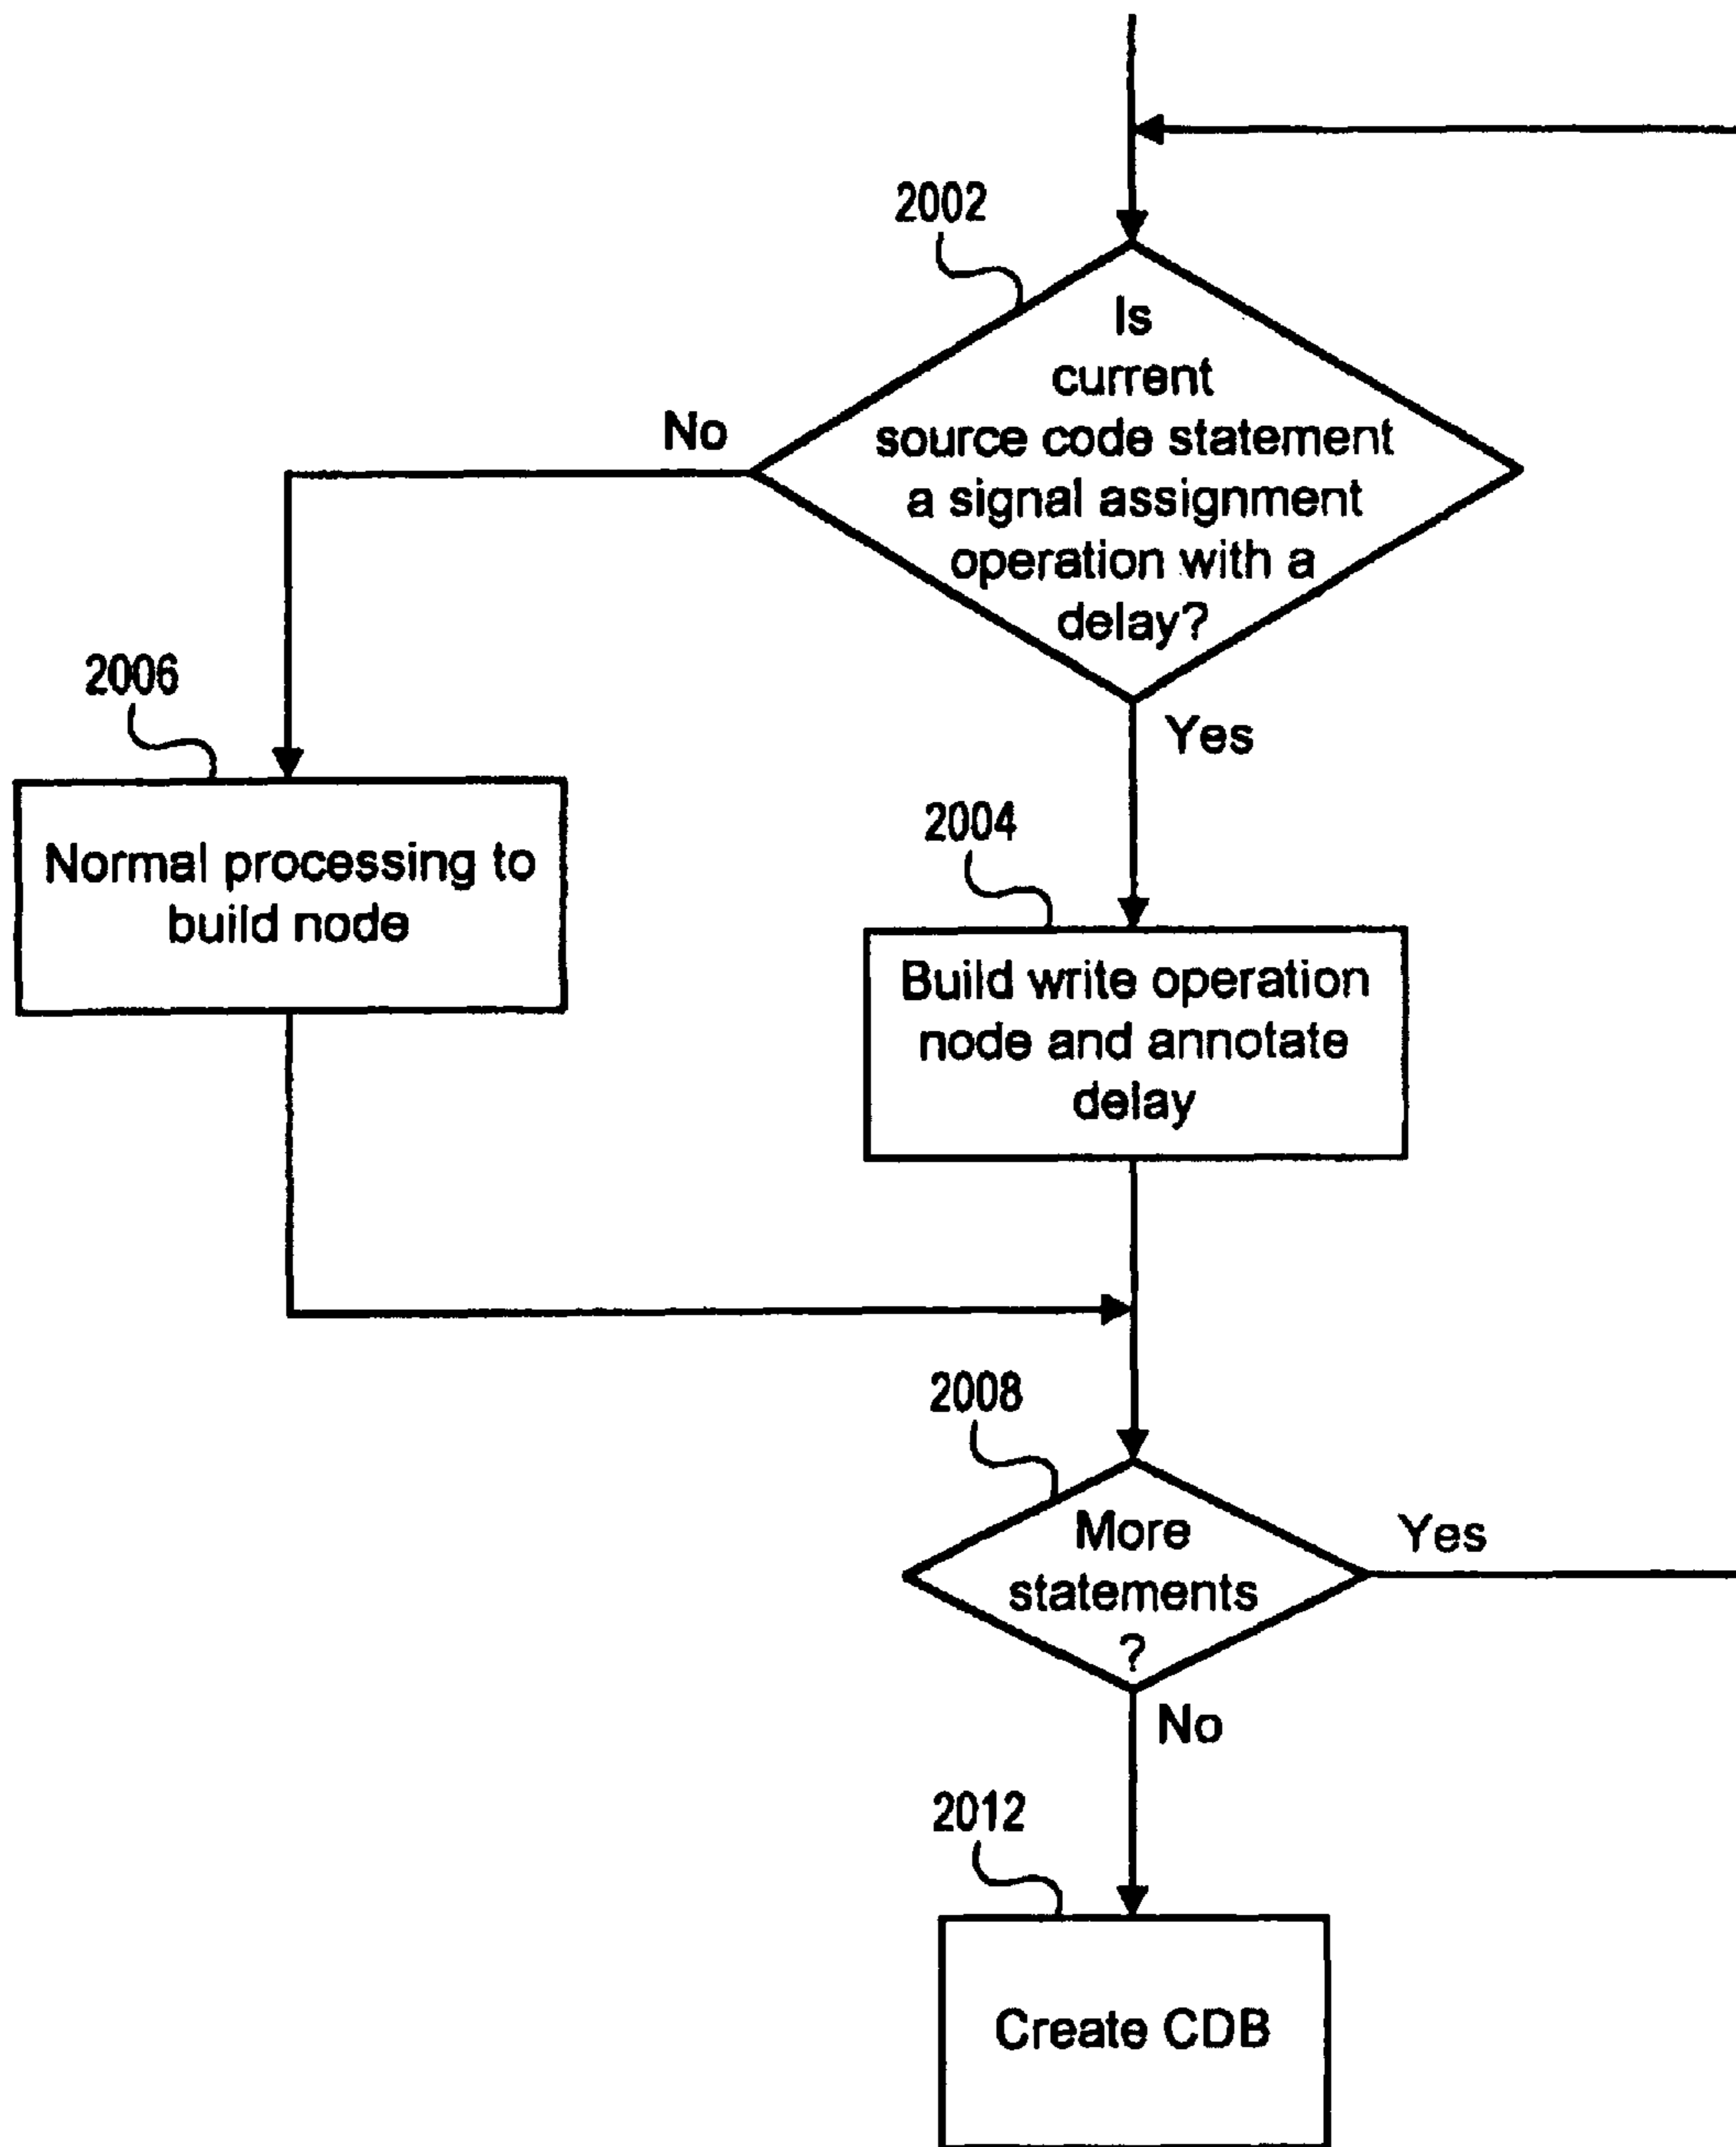 2002
Is
current
source code statement
a signal assignment
operation with a
delay?
No
Yes
2006
Normal processing to
build node
2004
Build write operation
node and annotate
delay
2008
More
statements
?
Yes
No
2012
Create CDB